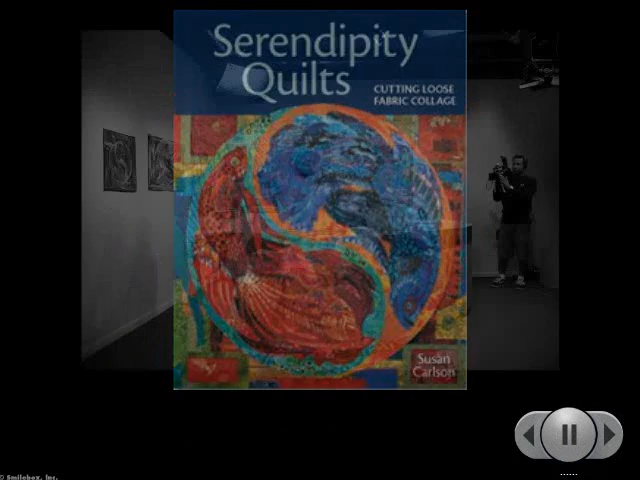 Serendipity
Quilts
CUTTING LOOSE
FABRIC COLLAGE
Susan
Carlson
© Smilebox, Inc.